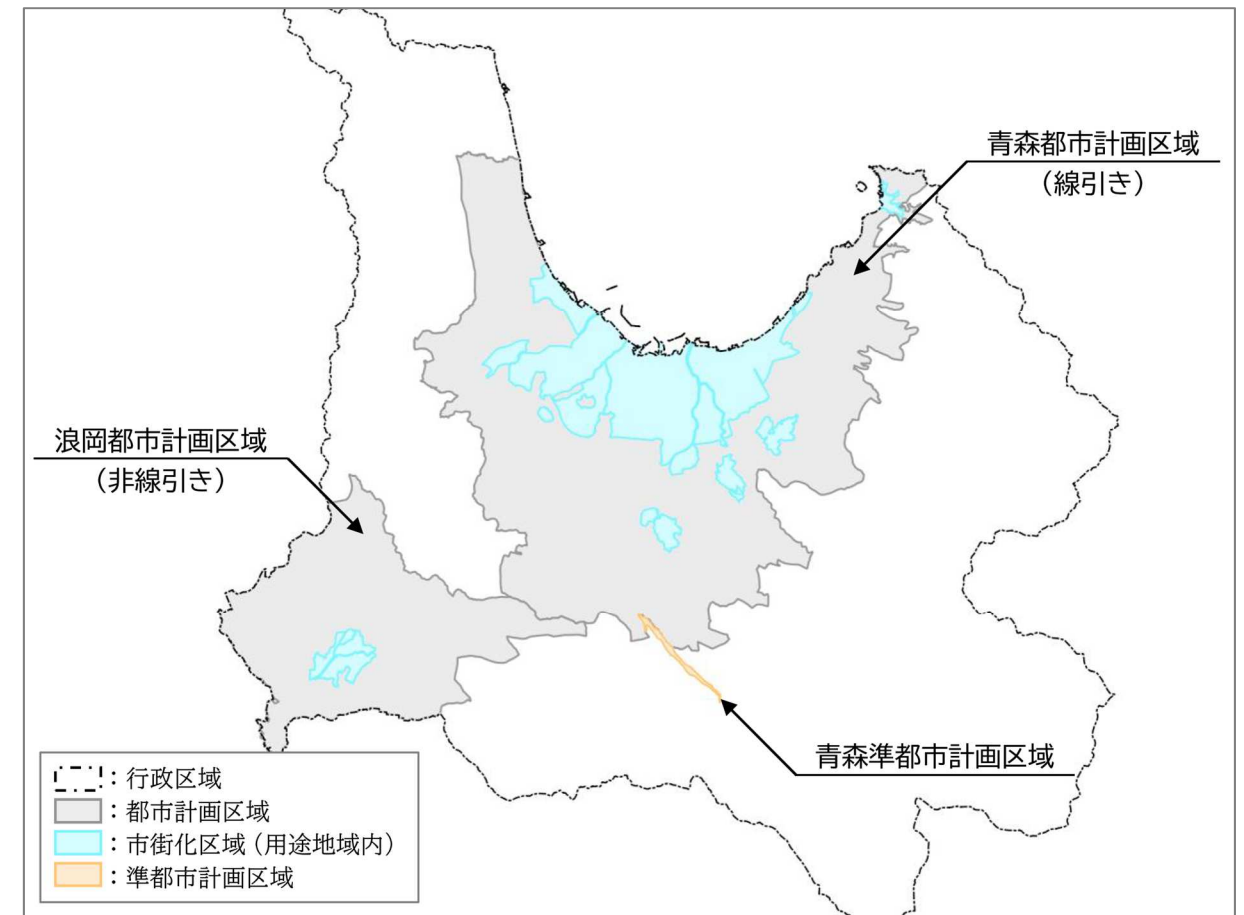 青森都市計画区域
（線引き）
浪岡都市計画区域
（非線引き）
青森準都市計画区域
：行政区域
：都市計画区域
：市街化区域（用途地域内）
：準都市計画区域